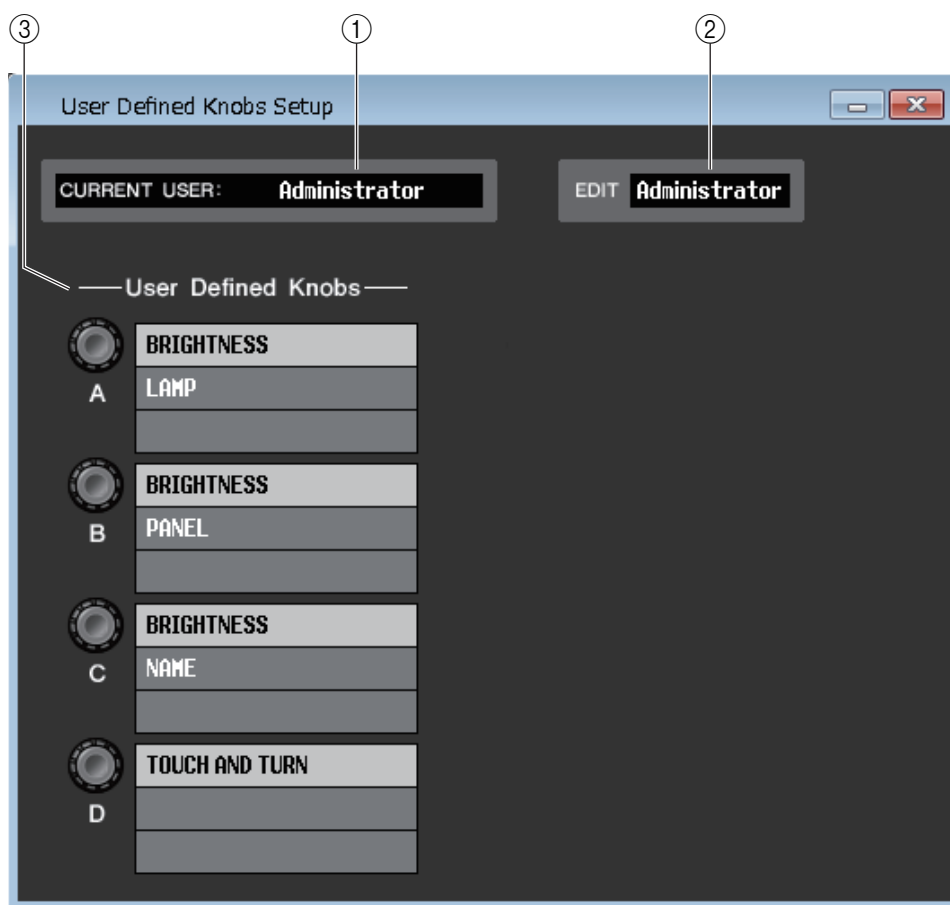 ③ ① ②
User Defined Knobs Setup
CURRENT USER: Administrator
EDIT Administrator
User Defined Knobs
BRIGHTNESS
A LAMP
BRIGHTNESS
B PANEL
BRIGHTNESS
C NAME
TOUCH AND TURN
D